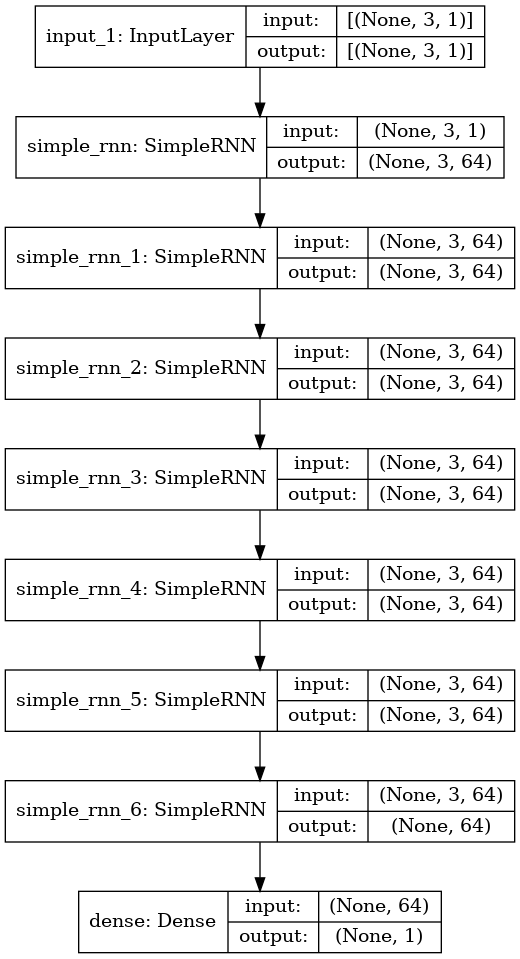 input_1: InputLayer
input:
[(None, 3, 1)]
output:
[(None, 3, 1)]
simple_rnn: SimpleRNN
input:
(None, 3, 1)
output:
(None, 3, 64)
simple_rnn_1: SimpleRNN
input:
(None, 3, 64)
output:
(None, 3, 64)
simple_rnn_2: SimpleRNN
input:
(None, 3, 64)
output:
(None, 3, 64)
simple_rnn_3: SimpleRNN
input:
(None, 3, 64)
output:
(None, 3, 64)
simple_rnn_4: SimpleRNN
input:
(None, 3, 64)
output:
(None, 3, 64)
simple_rnn_5: SimpleRNN
input:
(None, 3, 64)
output:
(None, 3, 64)
simple_rnn_6: SimpleRNN
input:
(None, 3, 64)
output:
(None, 64)
dense: Dense
input:
(None, 64)
output:
(None, 1)